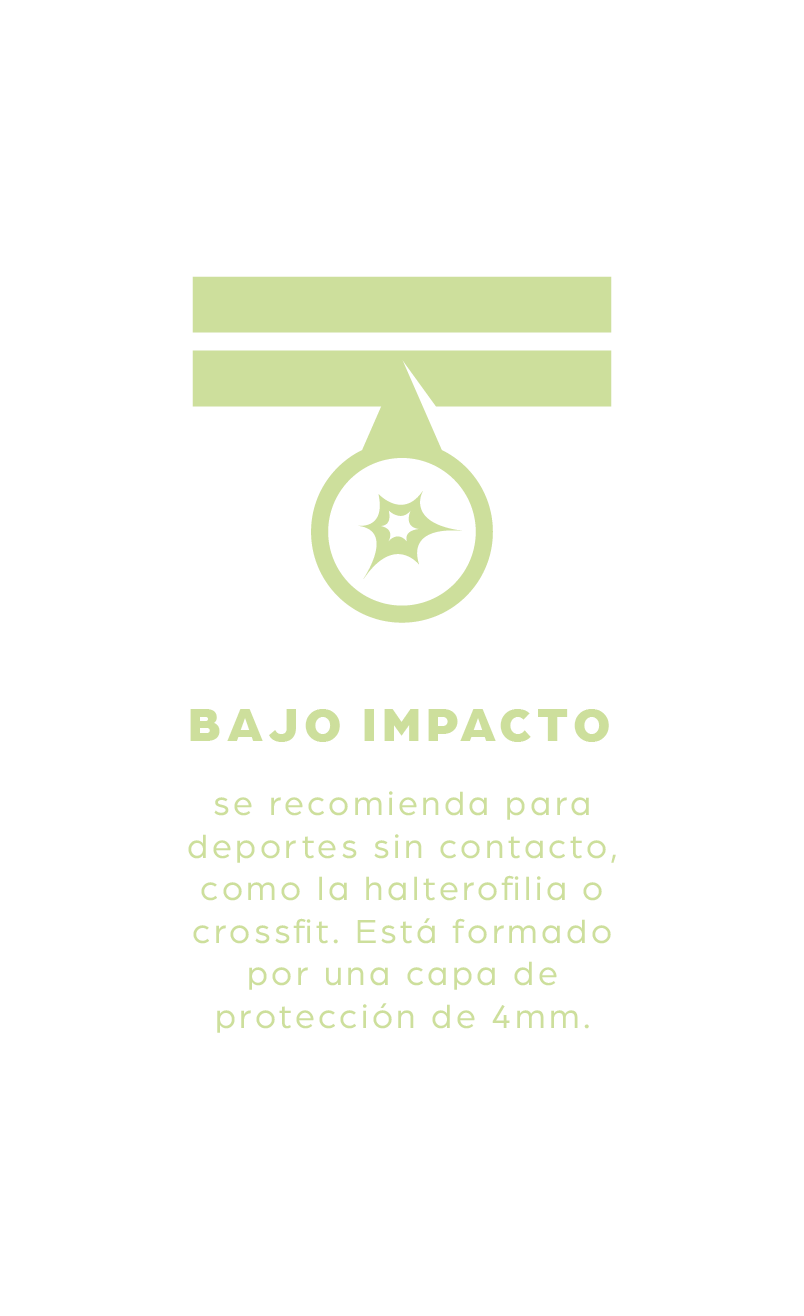 BAJO IMPACTO
se recomienda para
deportes sin contacto,
como la halterofilia o
crossfit. Está formado
por una capa de
protección de 4mm.